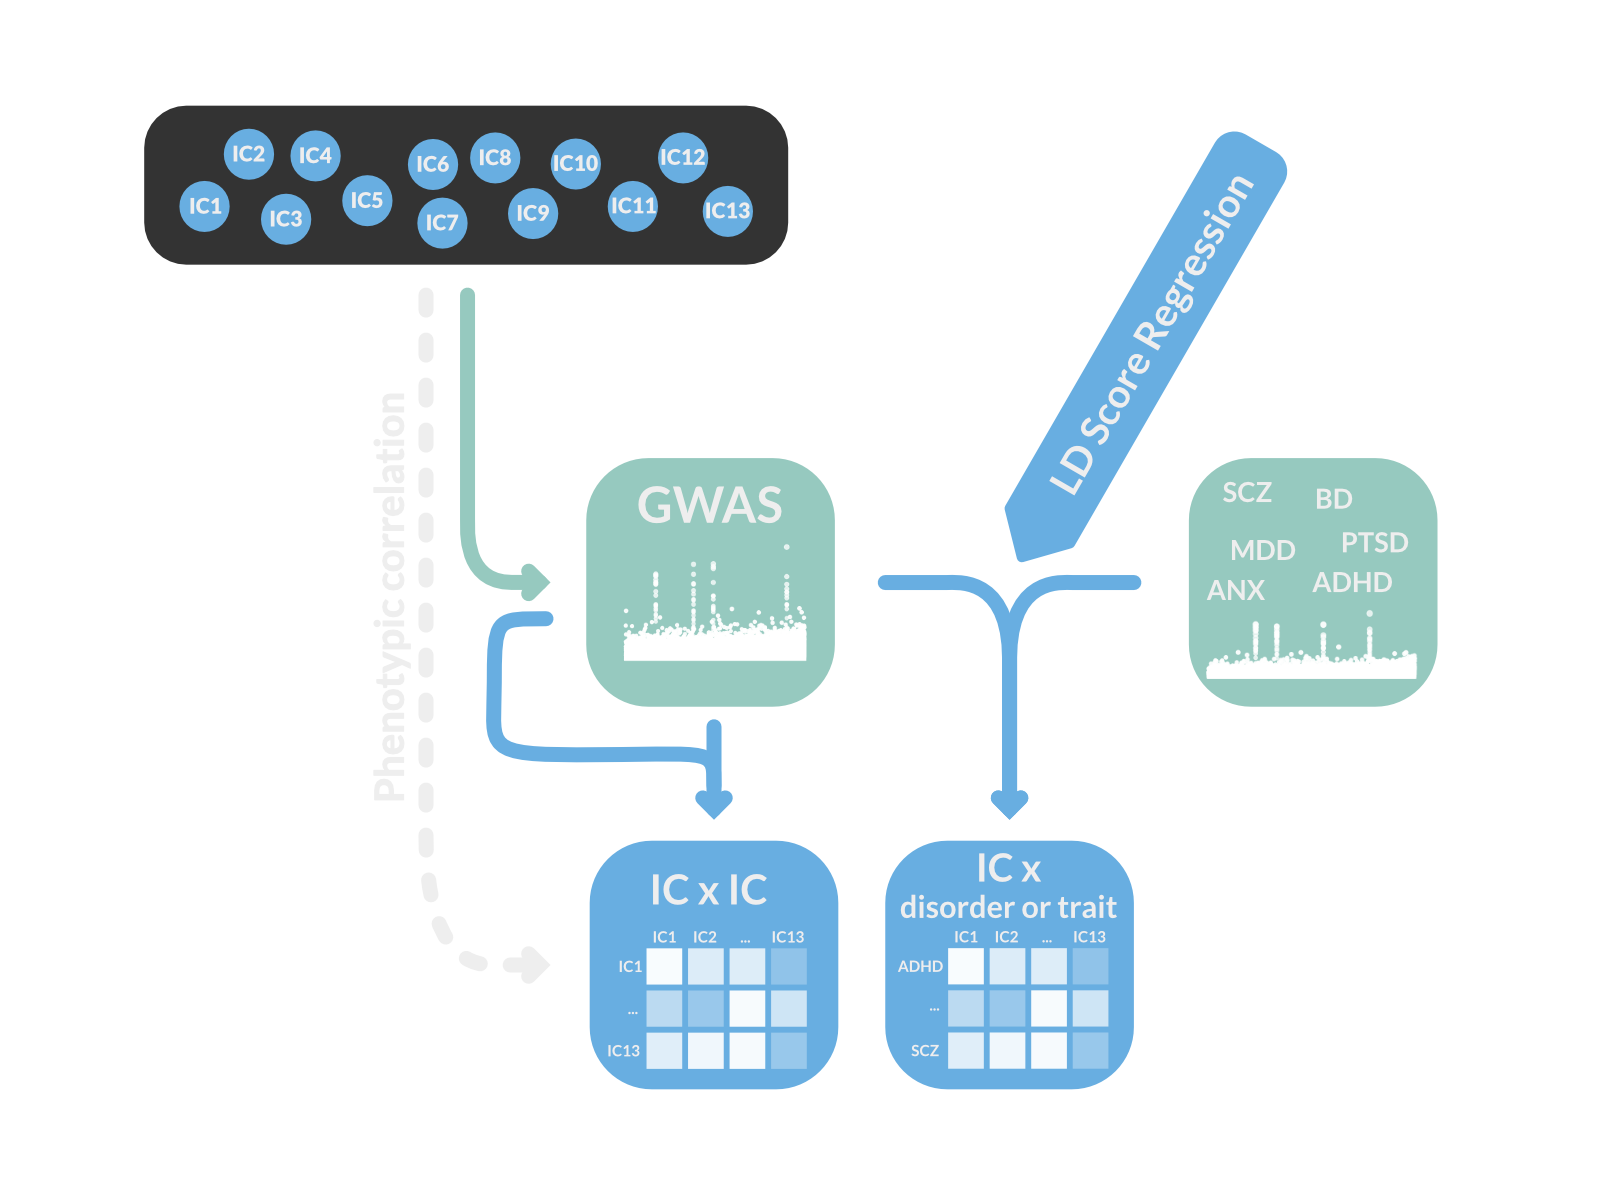 IC1
IC2
IC3
IC4
IC5
IC6
IC7
IC8
IC9
IC10
IC11
IC12
IC13
Phenotypic correlation
GWAS
LD Score Regression
SCZ
BD
MDD
PTSD
ANX
ADHD
IC x IC
IC1 IC2 ... IC13
IC1
...
IC13
IC x
disorder or trait
IC1 IC2 ... IC13
ADHD
...
SCZ